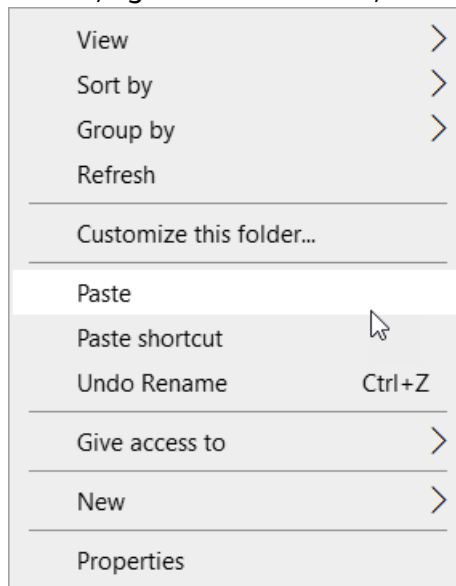 View
Sort by
Group by
Refresh
Customize this folder...
Paste
Paste shortcut
Undo Rename Ctrl+Z
Give access to
New
Properties